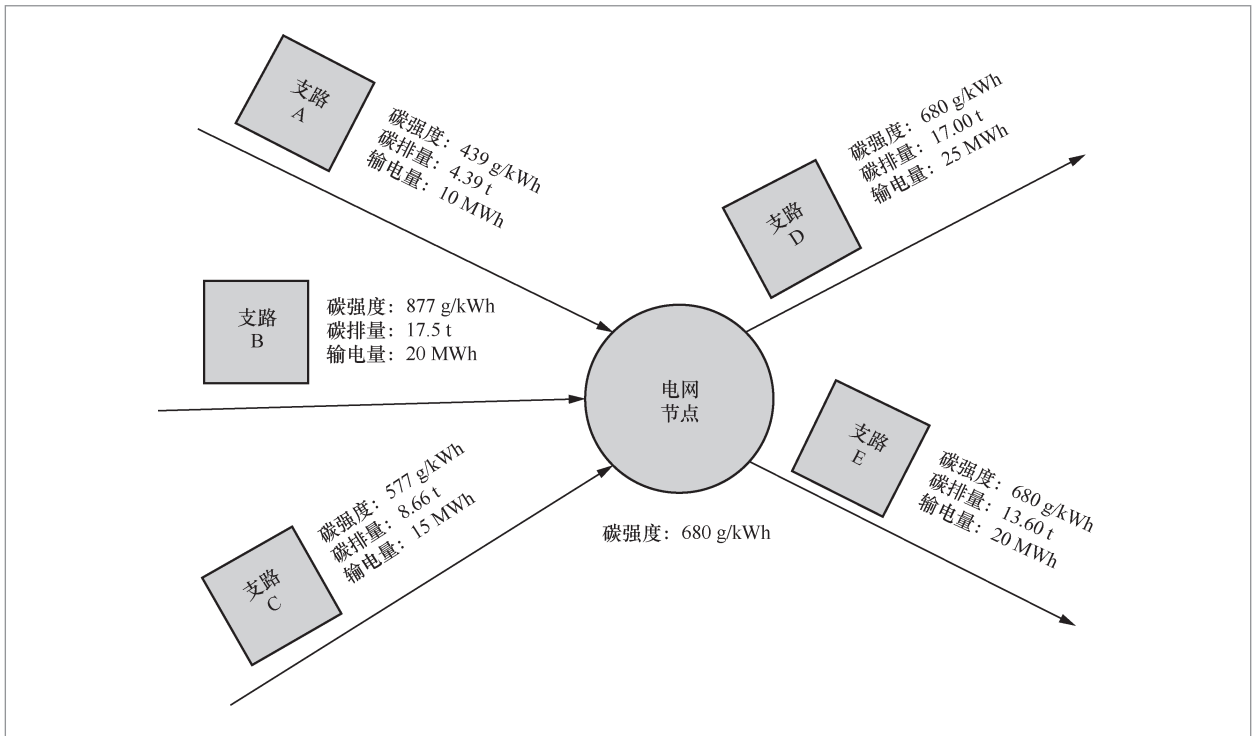 支路
A
碳强度：439 g/kWh
碳排量：4.39 t
输电量：10 MWh
支路
B
碳强度：877 g/kWh
碳排量：17.5 t
输电量：20 MWh
支路
C
碳强度：577 g/kWh
碳排量：8.66 t
输电量：15 MWh
电网
节点
碳强度：680 g/kWh
支路
D
碳强度：680 g/kWh
碳排量：17.00 t
输电量：25 MWh
支路
E
碳强度：680 g/kWh
碳排量：13.60 t
输电量：20 MWh